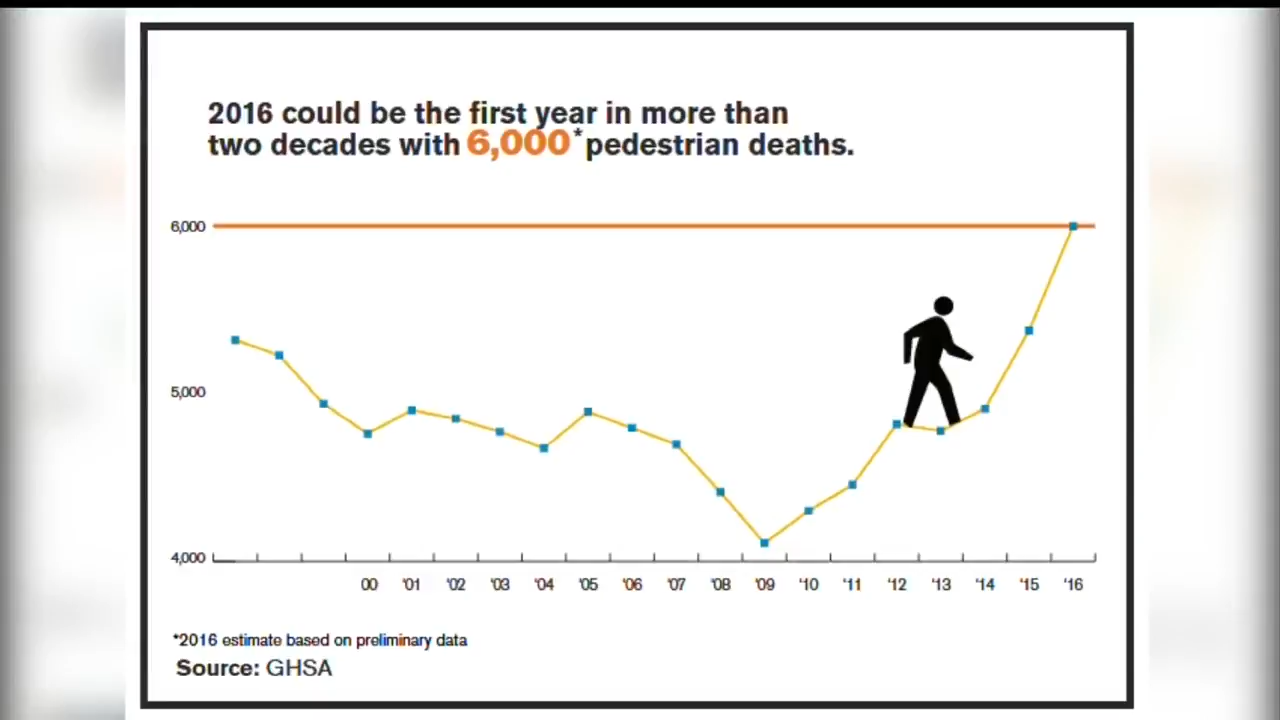 2016 could be the first year in more than
two decades with 6,000* pedestrian deaths.
6,000
5,000
4,000
00 '01 '02 '03 '04 '05 '06 '07 '08 '09 '10 '11 '12 '13 '14 '15 '16
*2016 estimate based on preliminary data
Source: GHSA